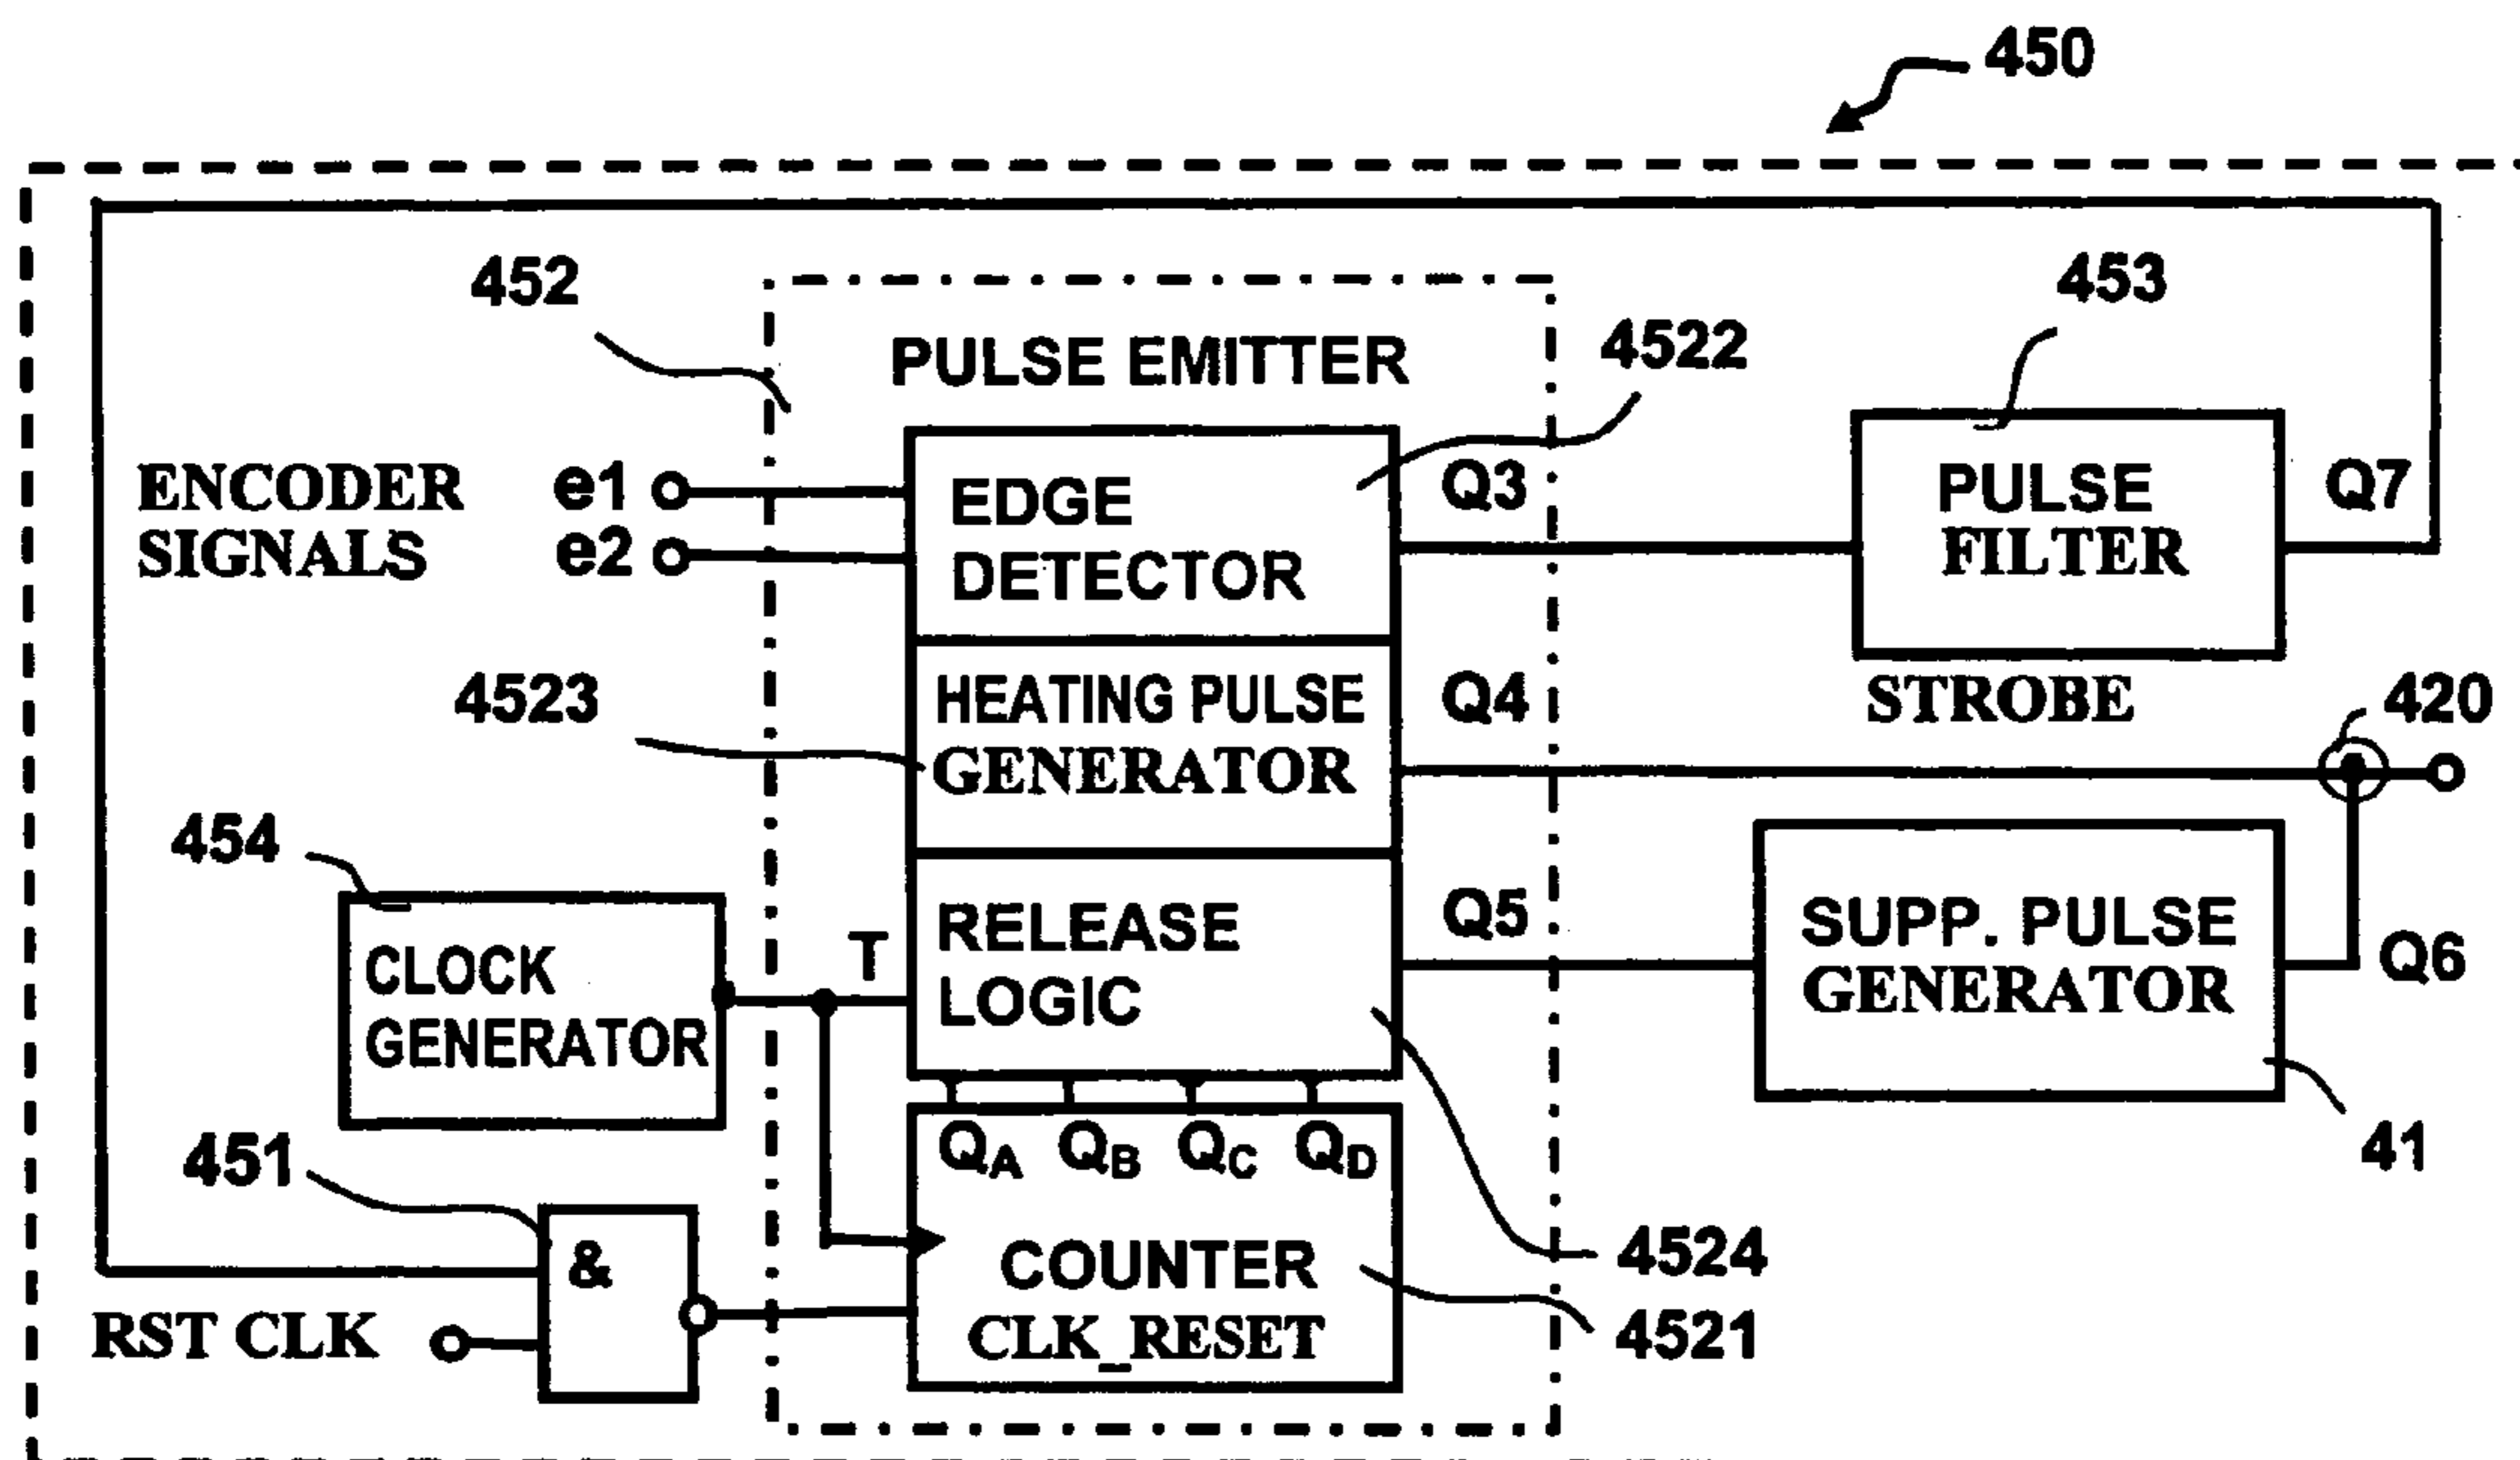 450
452
453
PULSE EMITTER
4522
ENCODER
SIGNALS
e1
e2
EDGE
DETECTOR
Q3
PULSE
FILTER
Q7
4523
HEATING PULSE
GENERATOR
Q4
STROBE
420
454
CLOCK
GENERATOR
T
RELEASE
LOGIC
Q5
SUPP. PULSE
GENERATOR
Q6
41
451
&
RST CLK
QA QB QC QD
COUNTER
CLK_RESET
4524
4521